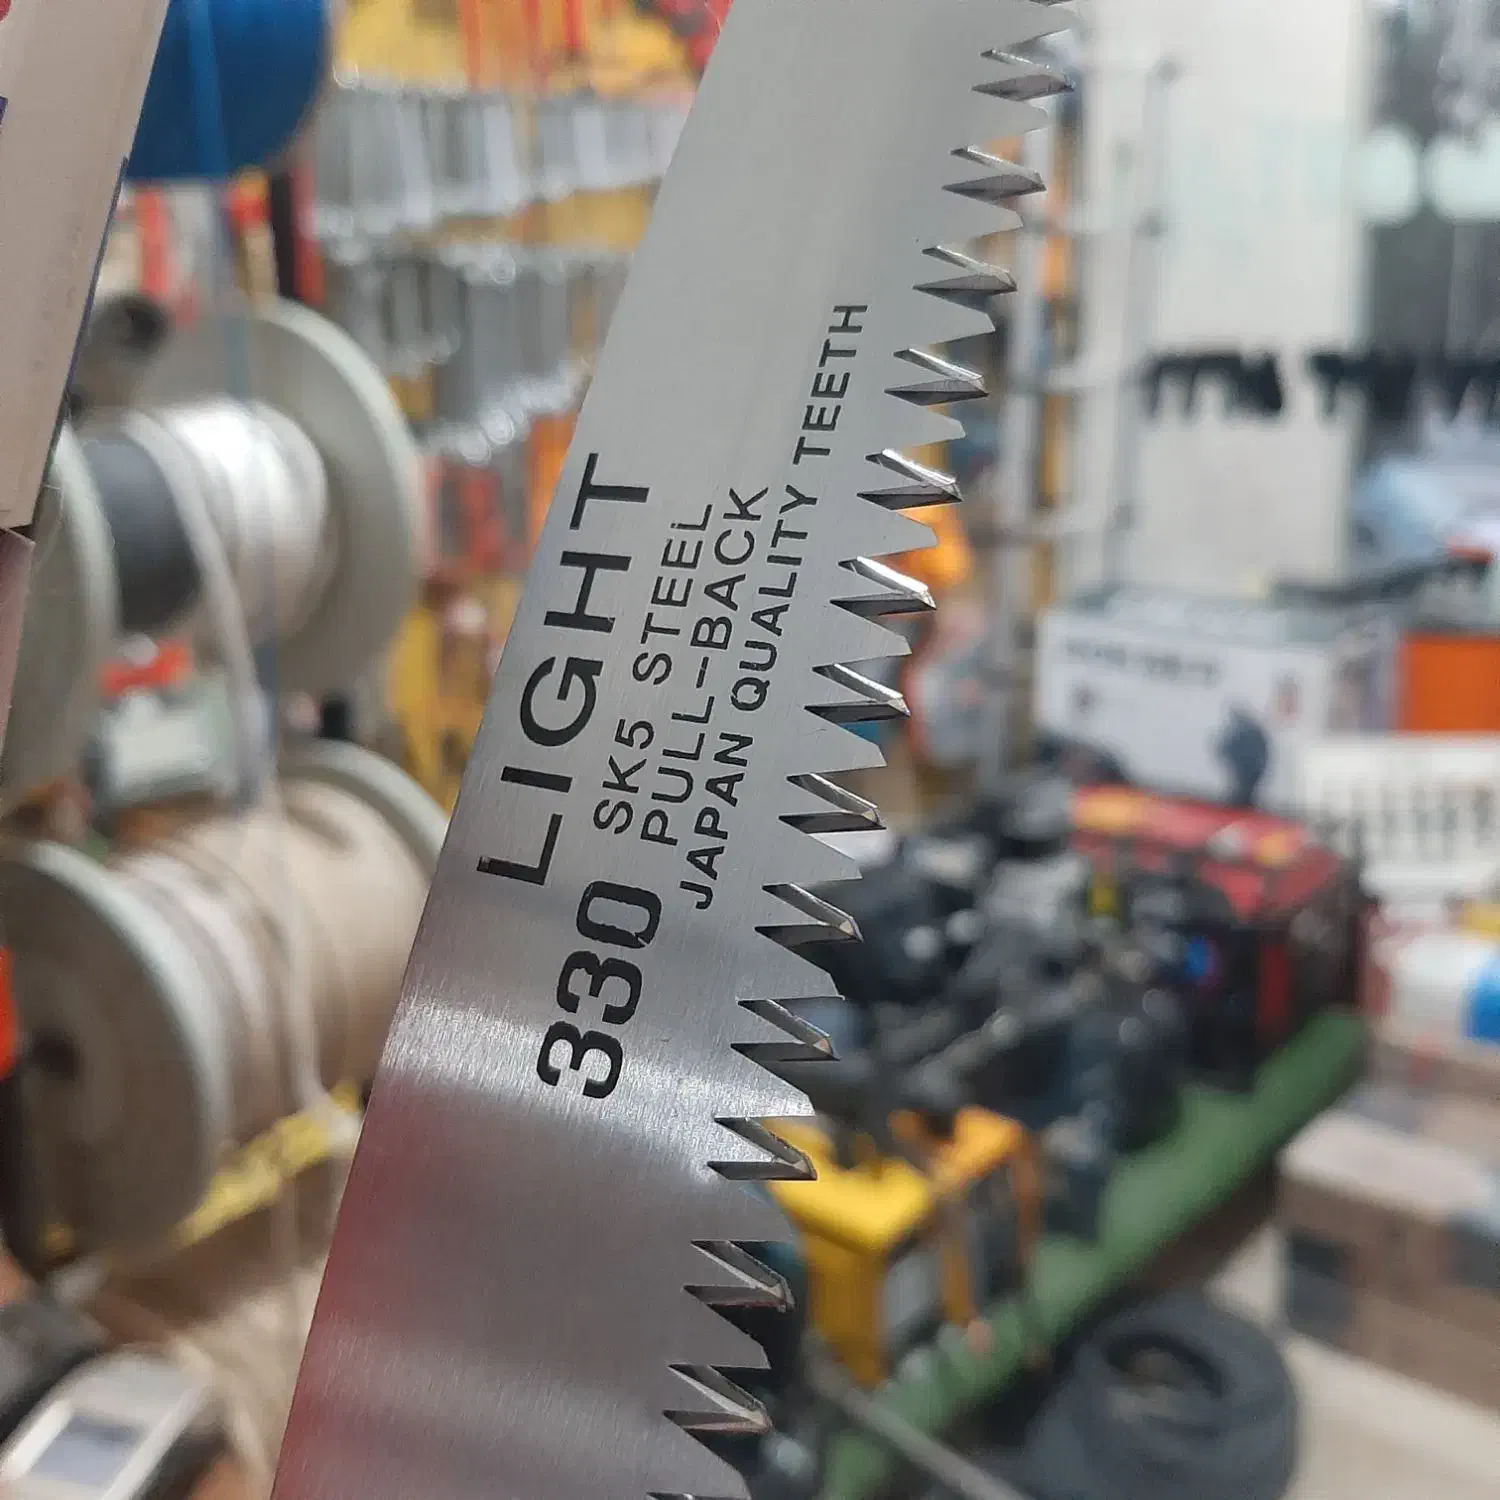 LIGHT
330
SK5 STEEL
PULL-BACK
JAPAN QUALITY TEETH